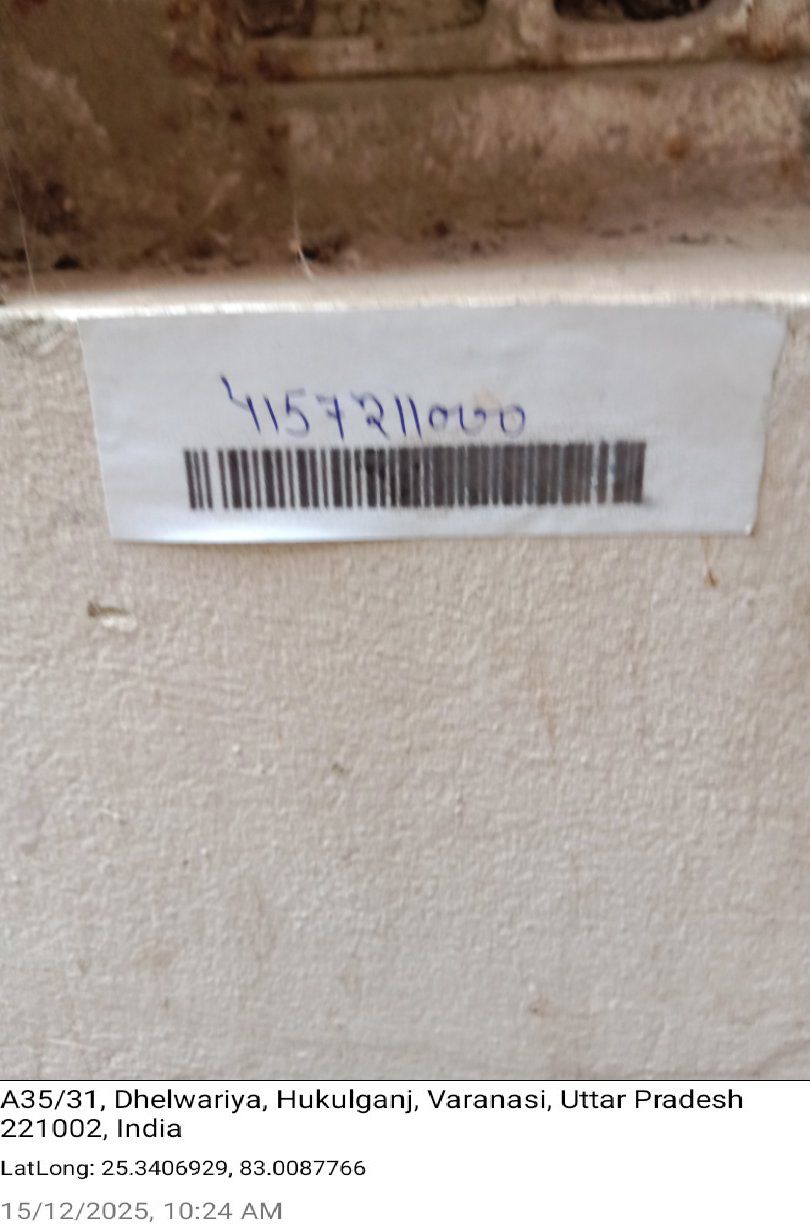 41157211000
A35/31, Dhelwariya, Hukulganj, Varanasi, Uttar Pradesh
221002, India
LatLong: 25.3406929, 83.0087766
15/12/2025, 10:24 AM